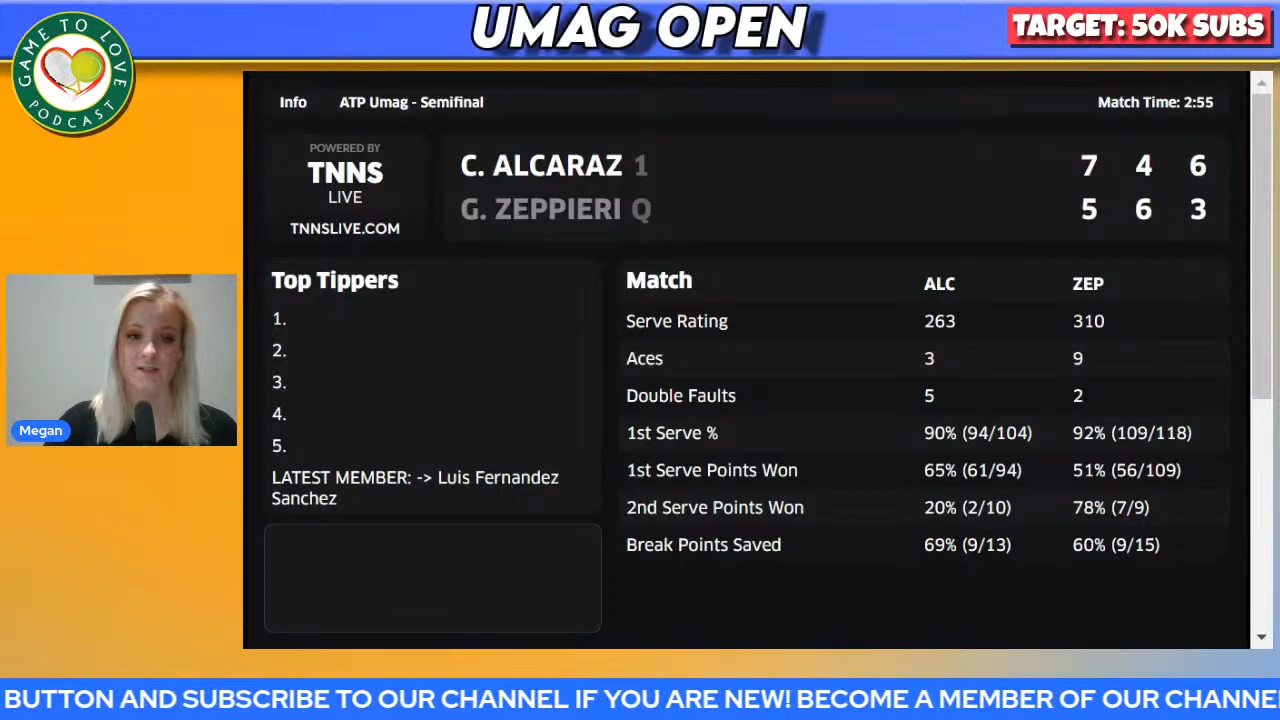 UMAG OPEN
TARGET: 50K SUBS
GAME TO LOVE
PODCAST
Info ATP Umag - Semifinal Match Time: 2:55
POWERED BY
TNNS
LIVE
TNNSLIVE.COM
C. ALCARAZ 1 7 4 6
G. ZEPPIERI Q 5 6 3
Top Tippers
1.
2.
3.
4.
5.
LATEST MEMBER: -> Luis Fernandez
Sanchez
Match ALC ZEP
Serve Rating 263 310
Aces 3 9
Double Faults 5 2
1st Serve % 90% (94/104) 92% (109/118)
1st Serve Points Won 65% (61/94) 51% (56/109)
2nd Serve Points Won 20% (2/10) 78% (7/9)
Break Points Saved 69% (9/13) 60% (9/15)
Megan
BUTTON AND SUBSCRIBE TO OUR CHANNEL IF YOU ARE NEW! BECOME A MEMBER OF OUR CHANNE